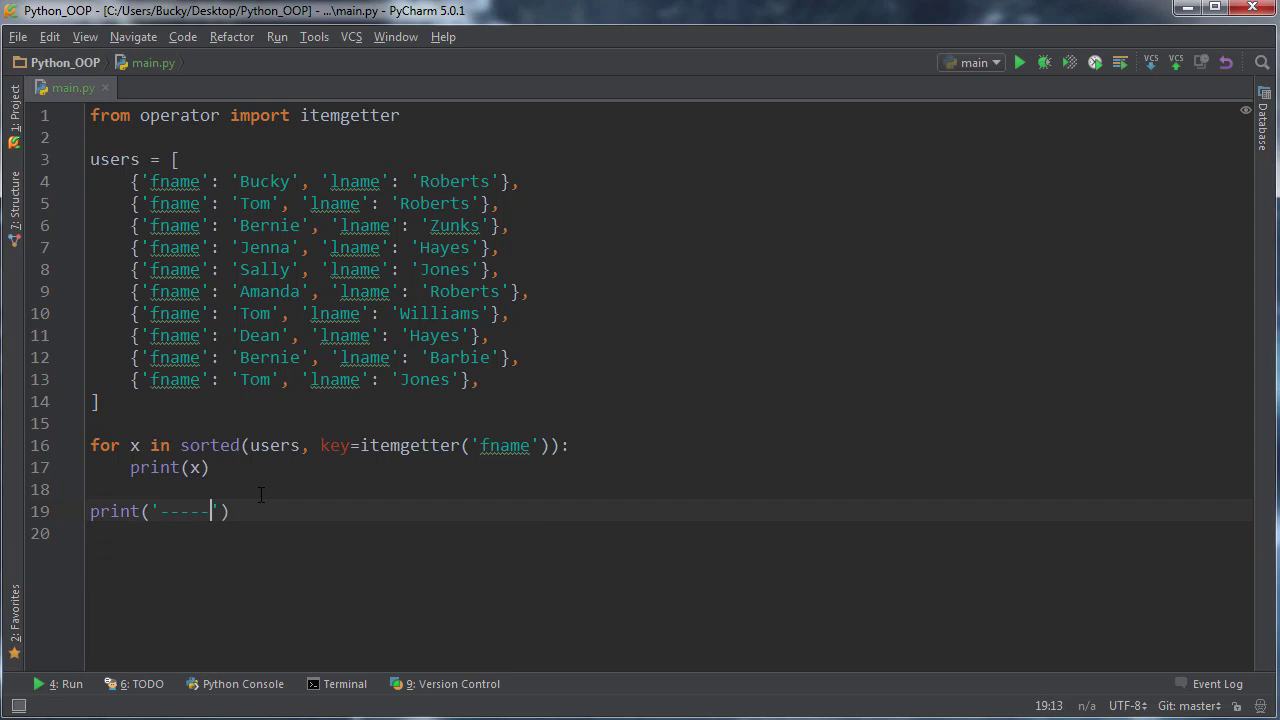 Python_OOP - [C:/Users/Bucky/Desktop/Python_OOP] - ...\main.py - PyCharm 5.0.1
File Edit View Navigate Code Refactor Run Tools VCS Window Help
Python_OOP main.py main VCS VCS
main.py
1: Project
7: Structure
2: Favorites
Database
1 from operator import itemgetter
2
3 users = [
4     {'fname': 'Bucky', 'lname': 'Roberts'},
5     {'fname': 'Tom', 'lname': 'Roberts'},
6     {'fname': 'Bernie', 'lname': 'Zunks'},
7     {'fname': 'Jenna', 'lname': 'Hayes'},
8     {'fname': 'Sally', 'lname': 'Jones'},
9     {'fname': 'Amanda', 'lname': 'Roberts'},
10     {'fname': 'Tom', 'lname': 'Williams'},
11     {'fname': 'Dean', 'lname': 'Hayes'},
12     {'fname': 'Bernie', 'lname': 'Barbie'},
13     {'fname': 'Tom', 'lname': 'Jones'},
14 ]
15
16 for x in sorted(users, key=itemgetter('fname')):
17     print(x)
18
19 print('-----')
20
4: Run 6: TODO Python Console Terminal 9: Version Control Event Log
19:13 n/a UTF-8 Git: master